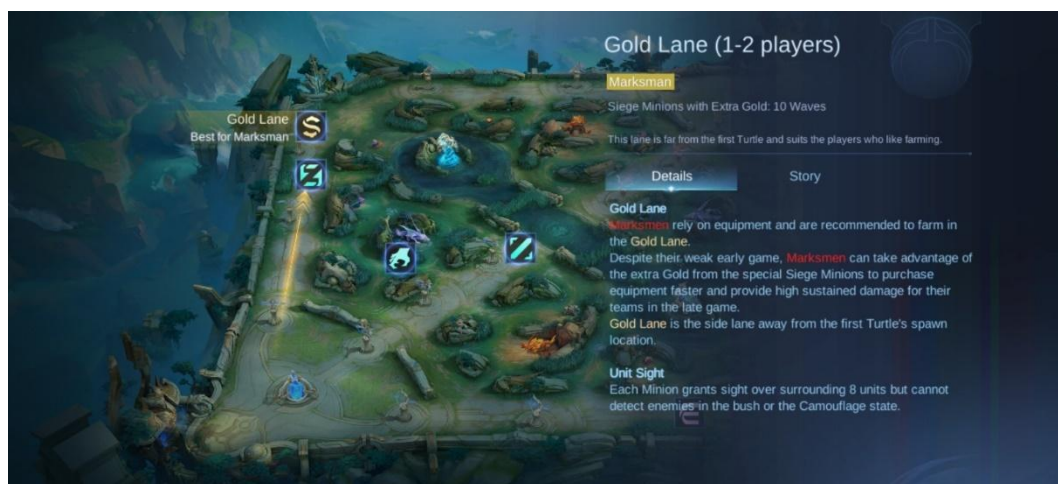 Gold Lane (1-2 players)
Marksman
Siege Minions with Extra Gold: 10 Waves
This lane is far from the first Turtle and suits the players who like farming.
Gold Lane
Best for Marksman
Details
Story
Gold Lane
Marksmen rely on equipment and are recommended to farm in
the Gold Lane.
Despite their weak early game, Marksmen can take advantage of
the extra Gold from the special Siege Minions to purchase
equipment faster and provide high sustained damage for their
teams in the late game.
Gold Lane is the side lane away from the first Turtle's spawn
location.
Unit Sight
Each Minion grants sight over surrounding 8 units but cannot
detect enemies in the bush or the Camouflage state.